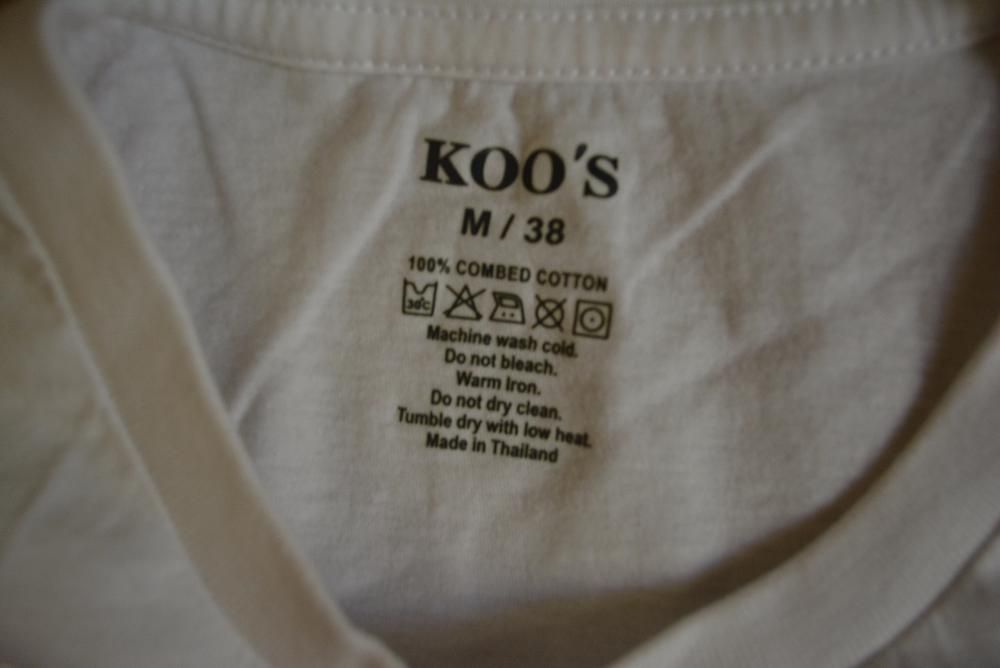 KOO'S
M / 38
100% COMBED COTTON
30°C
Machine wash cold.
Do not bleach.
Warm Iron.
Do not dry clean.
Tumble dry with low heat.
Made in Thailand